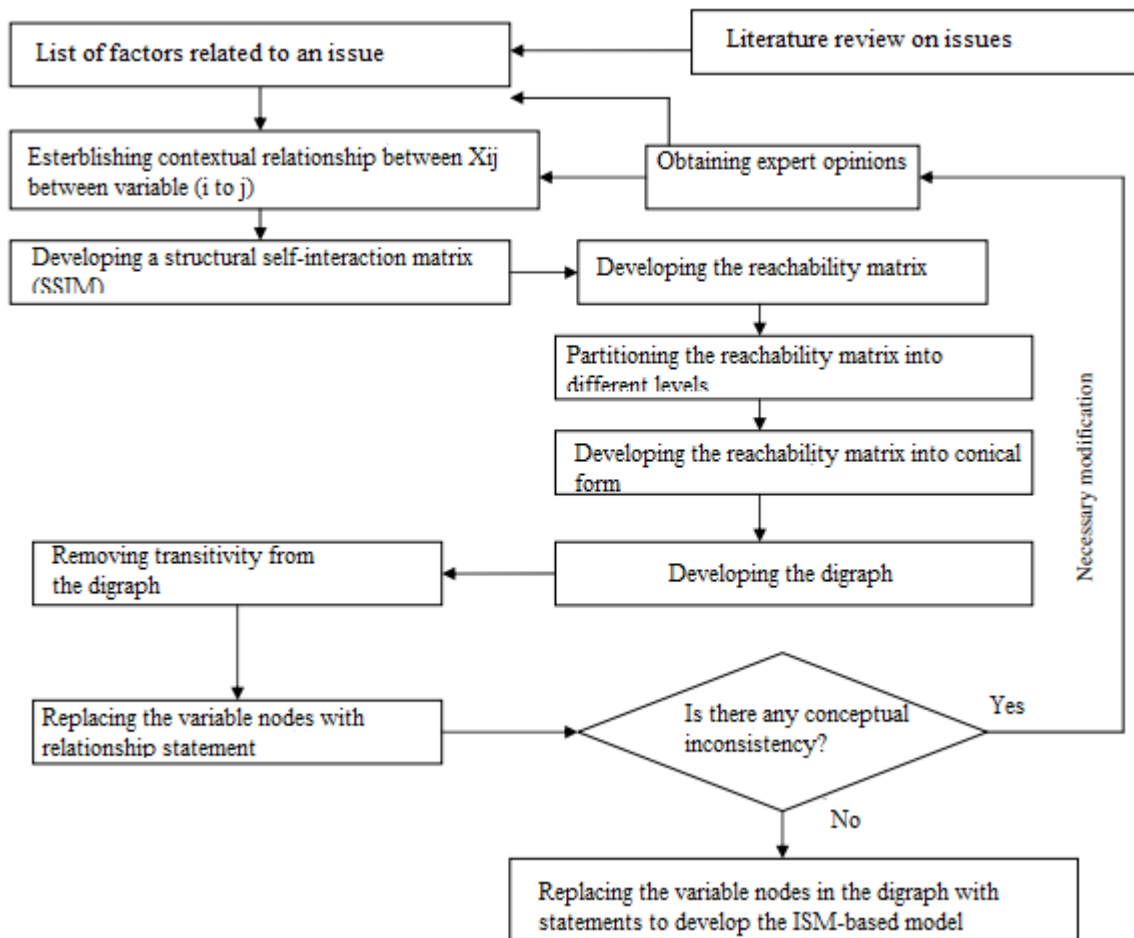 List of factors related to an issue
Literature review on issues
Esterblishing contextual relationship between Xij
between variable (i to j)
Obtaining expert opinions
Developing a structural self-interaction matrix
(SSIM)
Developing the reachability matrix
Partitioning the reachability matrix into
different levels
Developing the reachability matrix into conical
form
Necessary modification
Removing transitivity from
the digraph
Developing the digraph
Replacing the variable nodes with
relationship statement
Is there any conceptual
inconsistency?
Yes
No
Replacing the variable nodes in the digraph with
statements to develop the ISM-based model